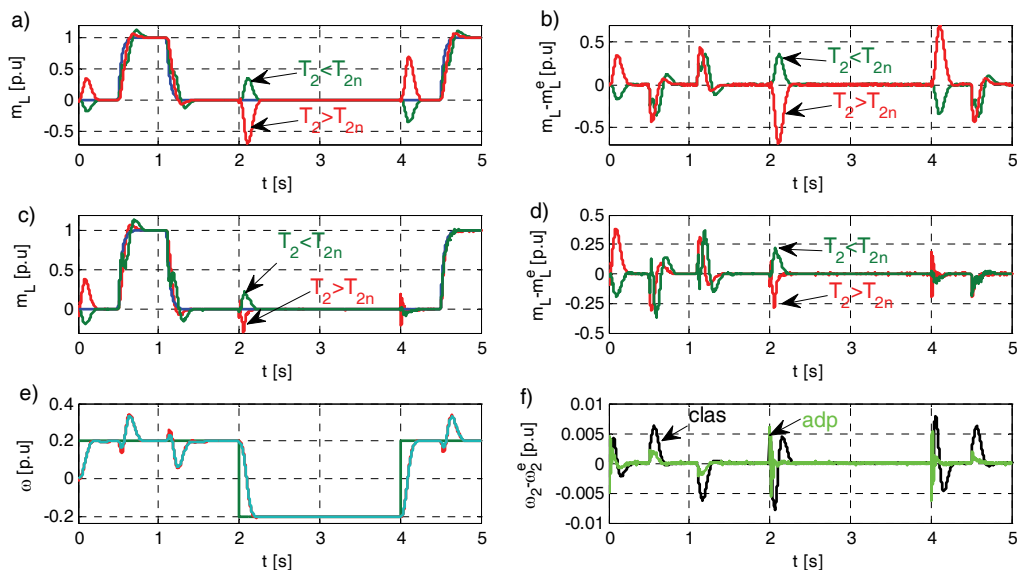 a)
m_L [p.u]
1
0.5
0
-0.5
T_2<T_2n
T_2>T_2n
0 1 2 3 4 5
t [s]
b)
m_L-m_L^e [p.u]
0.5
0
-0.5
T_2<T_2n
T_2>T_2n
0 1 2 3 4 5
t [s]
c)
m_L [p.u]
1
0.5
0
T_2<T_2n
T_2>T_2n
0 1 2 3 4 5
t [s]
d)
m_L-m_L^e [p.u]
0.5
0.25
0
-0.25
-0.5
T_2<T_2n
T_2>T_2n
0 1 2 3 4 5
t [s]
e)
ω [p.u]
0.4
0.2
0
-0.2
0 1 2 3 4 5
t [s]
f)
ω_2-ω_2^e [p.u]
0.01
0.005
0
-0.005
-0.01
clas
adp
0 1 2 3 4 5
t [s]